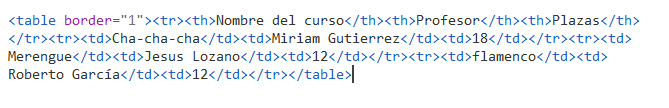 <table border="1"><tr><th>Nombre del curso</th><th>Profesor</th><th>Plazas</th>
</tr><tr><td>Cha-cha-cha</td><td>Miriam Gutierrez</td><td>18</td></tr><tr><td>
Merengue</td><td>Jesus Lozano</td><td>12</td></tr><tr><td>flamenco</td><td>
Roberto García</td><td>12</td></tr></table>